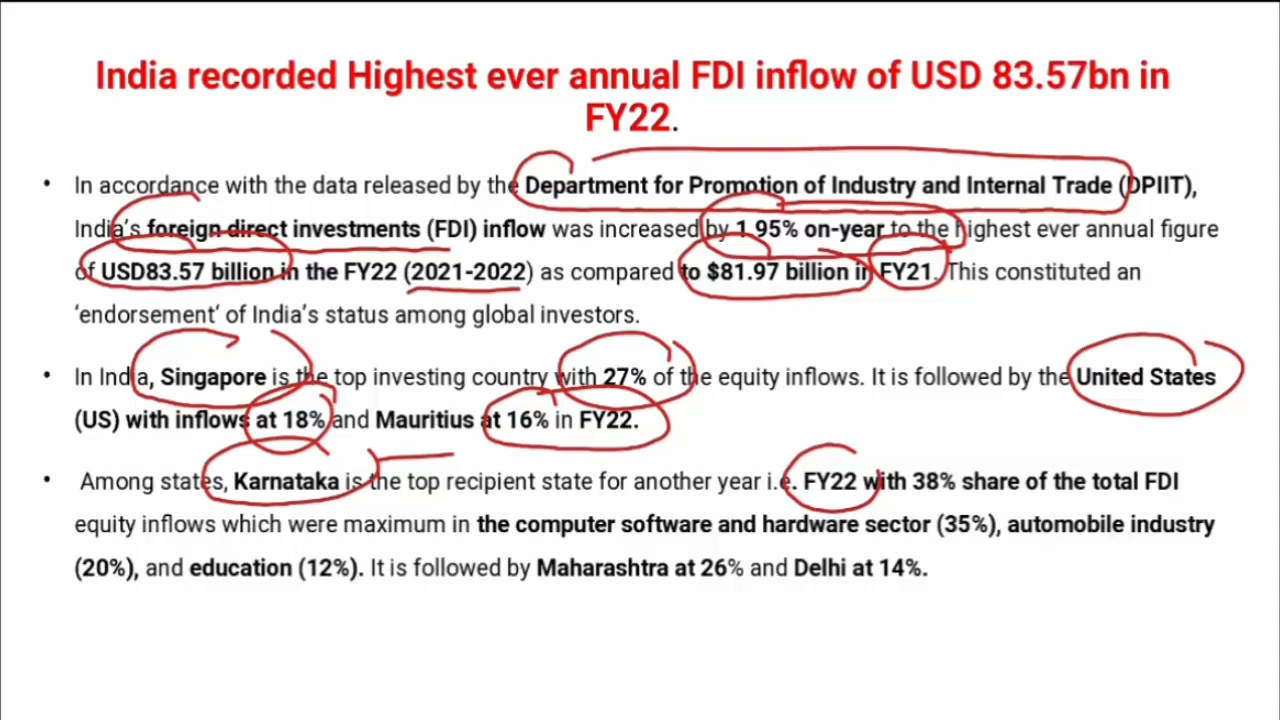 India recorded Highest ever annual FDI inflow of USD 83.57bn in
FY22.
• In accordance with the data released by the Department for Promotion of Industry and Internal Trade (DPIIT),
India's foreign direct investments (FDI) inflow was increased by 1.95% on-year to the highest ever annual figure
of USD83.57 billion in the FY22 (2021-2022) as compared to $81.97 billion in FY21. This constituted an
'endorsement' of India's status among global investors.
• In India, Singapore is the top investing country with 27% of the equity inflows. It is followed by the United States
(US) with inflows at 18% and Mauritius at 16% in FY22.
• Among states, Karnataka is the top recipient state for another year i.e. FY22 with 38% share of the total FDI
equity inflows which were maximum in the computer software and hardware sector (35%), automobile industry
(20%), and education (12%). It is followed by Maharashtra at 26% and Delhi at 14%.